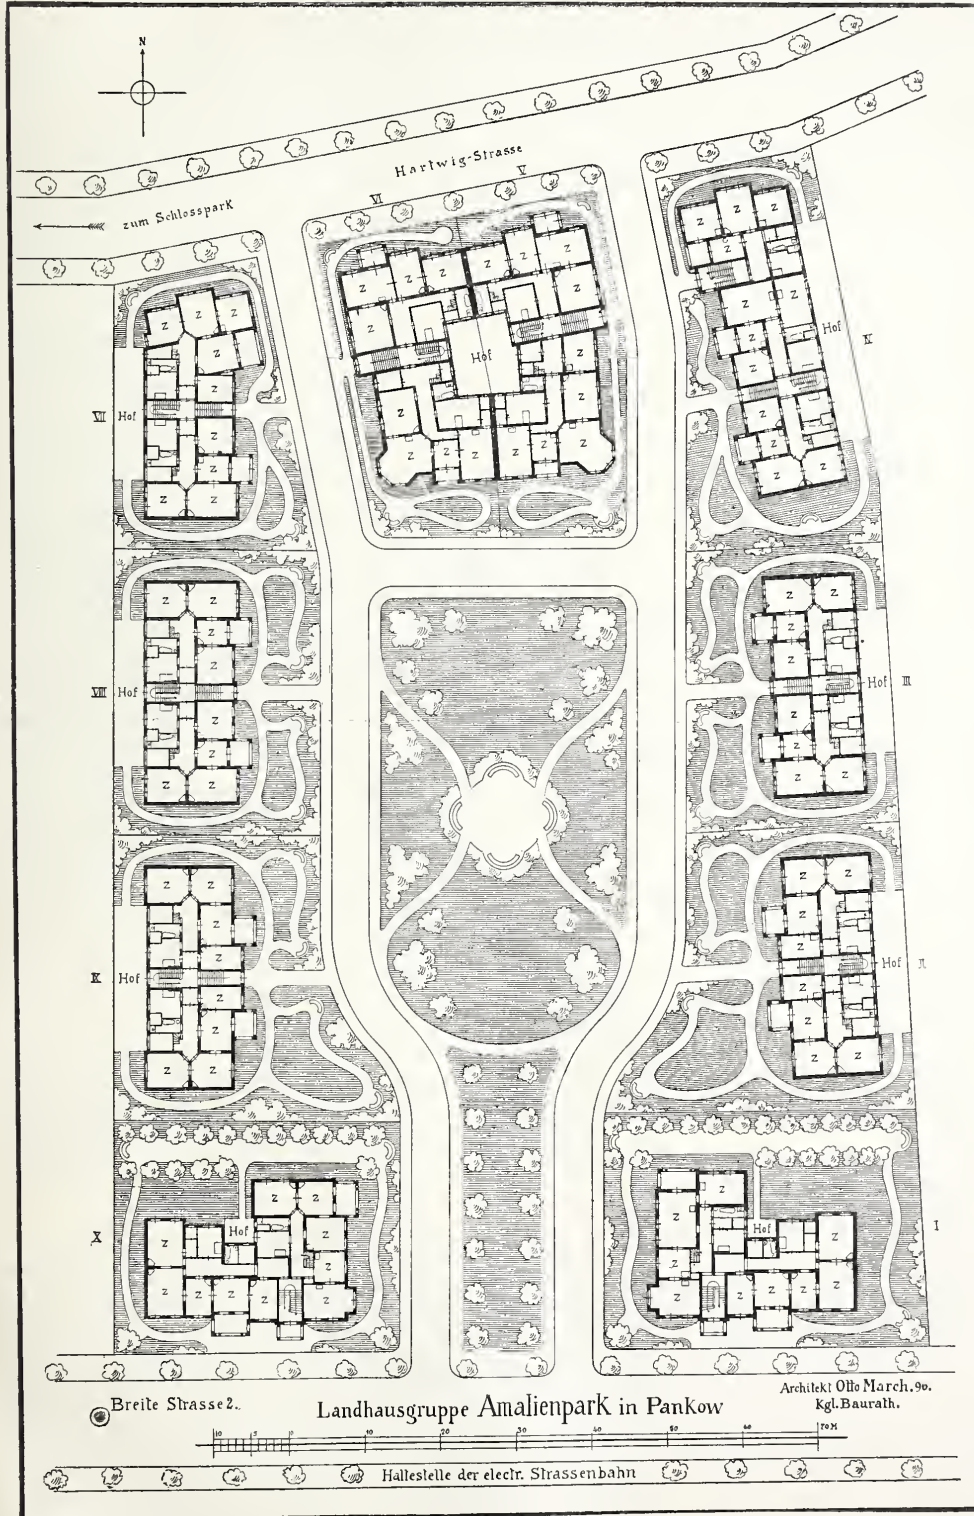 N
Hartwig-Strasse
zum Schlosspark
VI
V
Z Z Z Z Z Z
Z Z
Hof
Z
Z Z
Z Z Z Z Z Z
Z Z Z
Z
Z
Z
Z
Z
Z Z
Hof
IV
Z Z Z
Z
Z
VII
Hof
Z
Z
Z Z
Z Z
Z
Z
VIII
Hof
Z
Z
Z Z
Z Z
Z
Z
Hof
III
Z
Z
Z Z
Z Z
Z
Z
IX
Hof
Z
Z
Z Z
Z Z
Z
Z
Hof
II
Z
Z
Z Z
Z Z
Z
Z
Z
X
Hof
Z
Z Z Z Z Z
Z
Z
Z
Z
Hof
I
Z
Z Z Z Z Z
Breite Strasse 2.
Landhausgruppe Amalienpark in Pankow
Architekt Otto March. 90.
Kgl. Baurath.
10 5 0 10 20 30 40 50 60 70 M
Haltestelle der electr. Strassenbahn